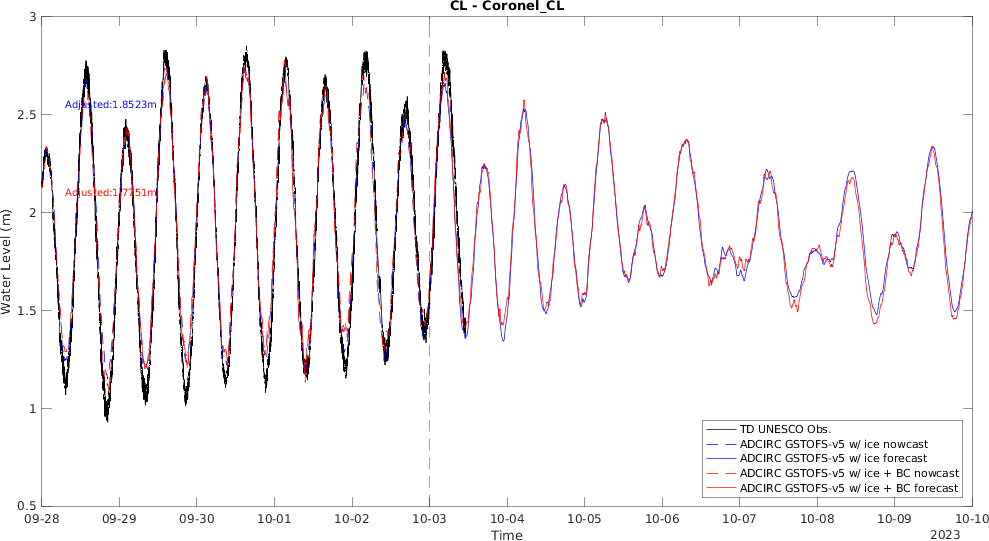 CL - Coronel_CL
3
2.5
2
1.5
1
0.5
Water Level (m)
Adjusted:1.8523m
Adjusted:1.7751m
TD UNESCO Obs.
ADCIRC GSTOFS-v5 w/ ice nowcast
ADCIRC GSTOFS-v5 w/ ice forecast
ADCIRC GSTOFS-v5 w/ ice + BC nowcast
ADCIRC GSTOFS-v5 w/ ice + BC forecast
09-28 09-29 09-30 10-01 10-02 10-03 10-04 10-05 10-06 10-07 10-08 10-09 10-10
Time
2023